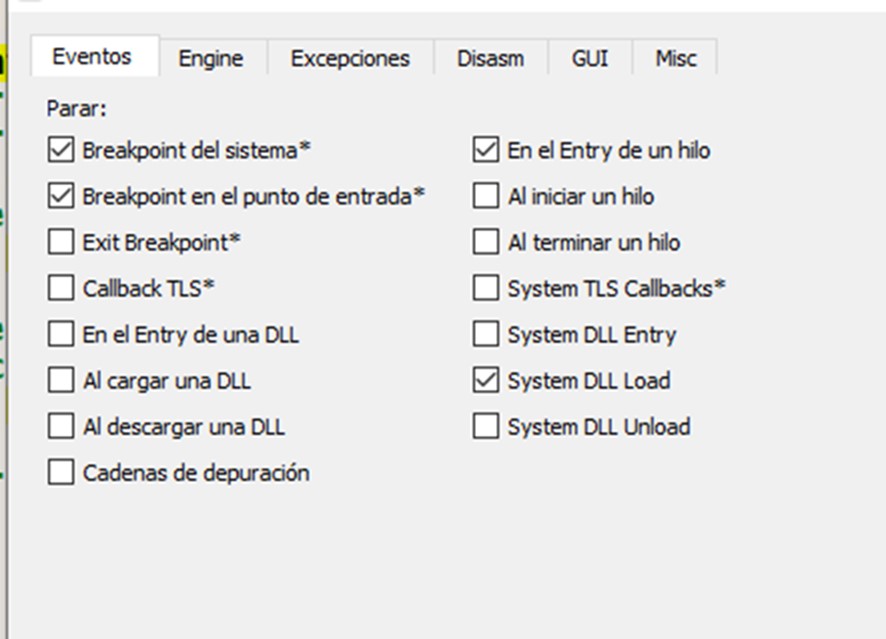 Eventos Engine Excepciones Disasm GUI Misc
Parar:
Breakpoint del sistema*
Breakpoint en el punto de entrada*
Exit Breakpoint*
Callback TLS*
En el Entry de una DLL
Al cargar una DLL
Al descargar una DLL
Cadenas de depuración
En el Entry de un hilo
Al iniciar un hilo
Al terminar un hilo
System TLS Callbacks*
System DLL Entry
System DLL Load
System DLL Unload